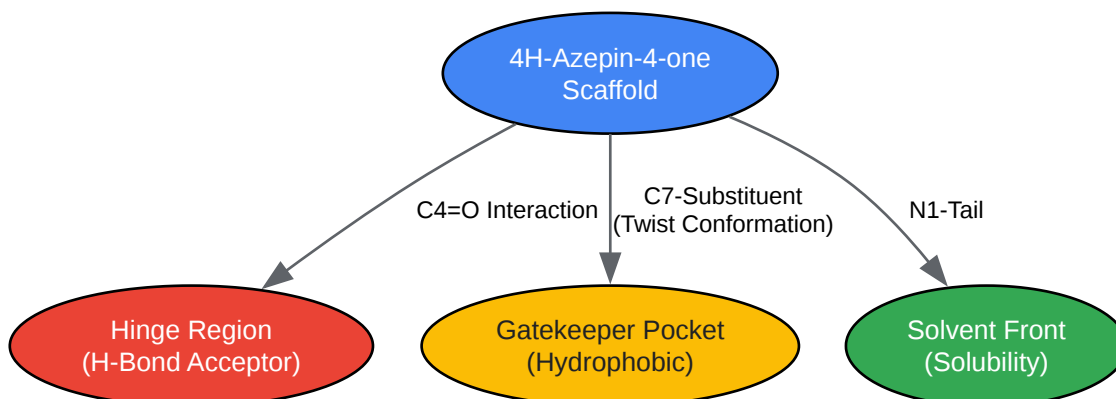 4H-Azepin-4-one
Scaffold
C4=O Interaction
C7-Substituent
(Twist Conformation)
N1-Tail
Hinge Region
(H-Bond Acceptor)
Gatekeeper Pocket
(Hydrophobic)
Solvent Front
(Solubility)